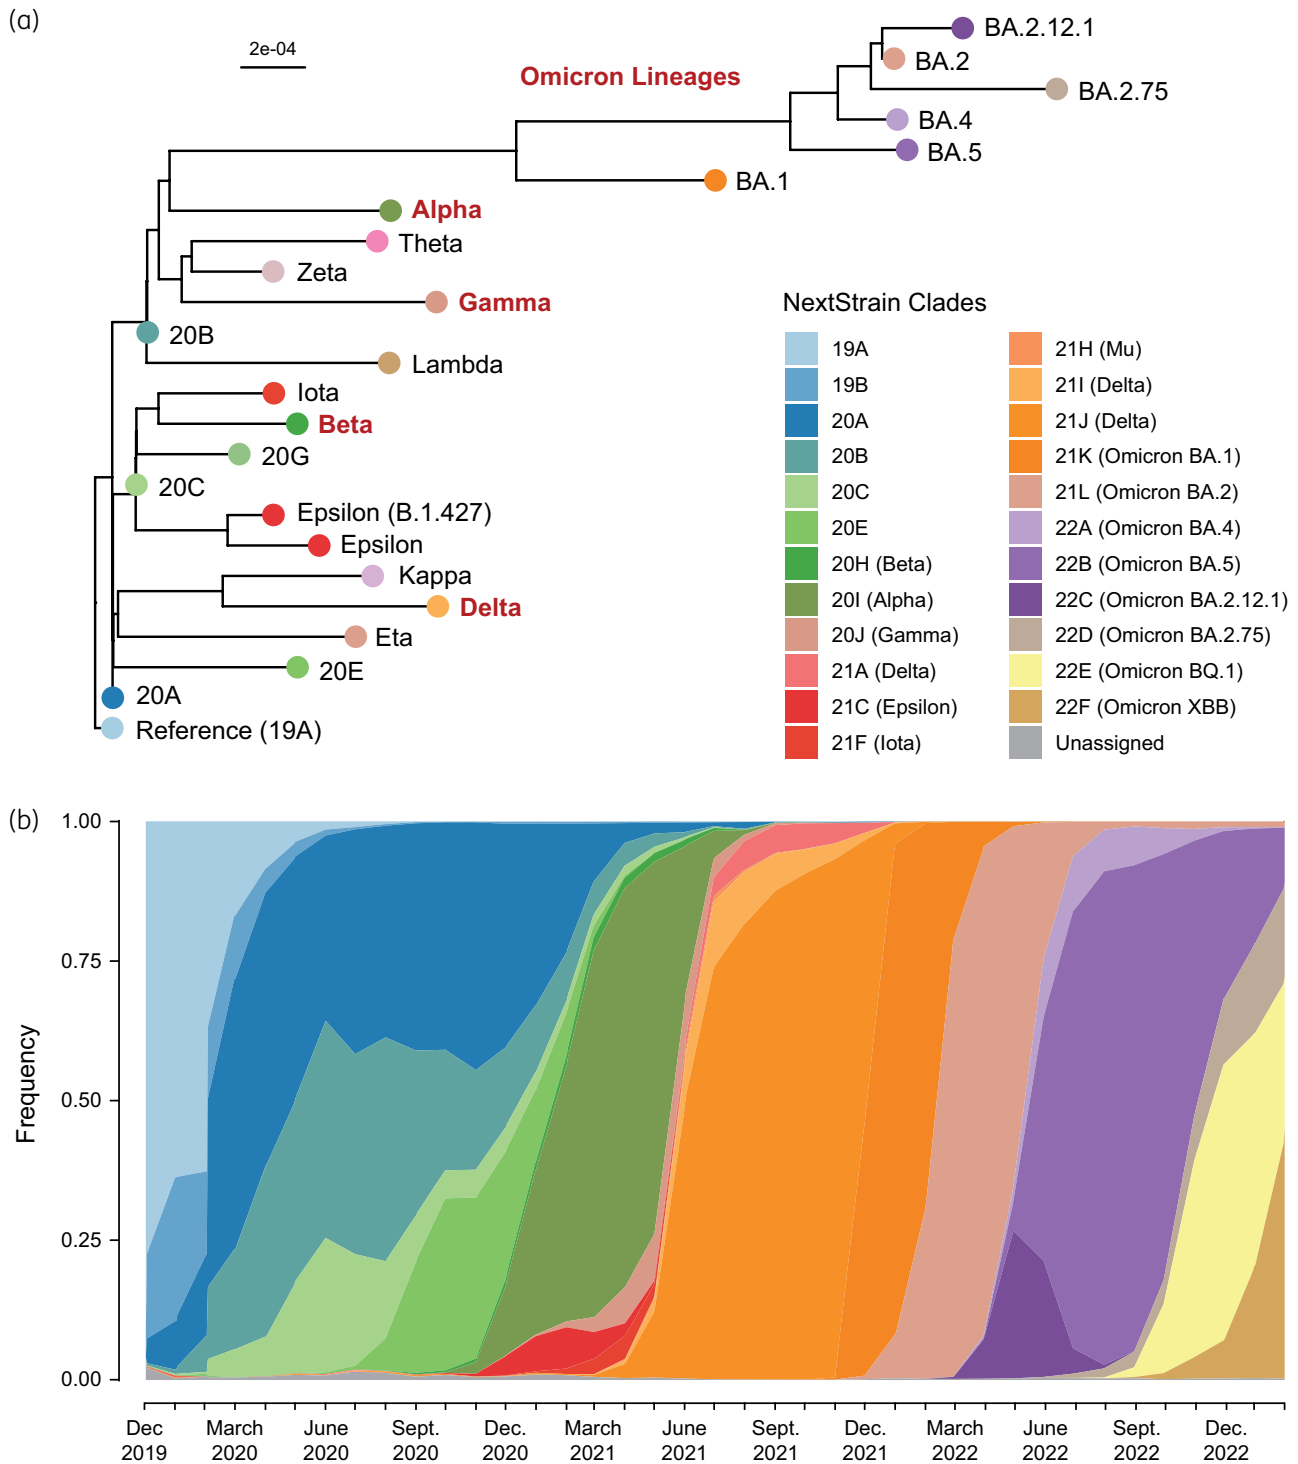 (a)
2e-04
Omicron Lineages
BA.2.12.1
BA.2
BA.2.75
BA.4
BA.5
BA.1
Alpha
Theta
Zeta
Gamma
20B
Lambda
Iota
Beta
20G
20C
Epsilon (B.1.427)
Epsilon
Kappa
Delta
Eta
20E
20A
Reference (19A)
NextStrain Clades
19A
19B
20A
20B
20C
20E
20H (Beta)
20I (Alpha)
20J (Gamma)
21A (Delta)
21C (Epsilon)
21F (Iota)
21H (Mu)
21I (Delta)
21J (Delta)
21K (Omicron BA.1)
21L (Omicron BA.2)
22A (Omicron BA.4)
22B (Omicron BA.5)
22C (Omicron BA.2.12.1)
22D (Omicron BA.2.75)
22E (Omicron BQ.1)
22F (Omicron XBB)
Unassigned
(b)
Frequency
1.00
0.75
0.50
0.25
0.00
Dec March June Sept. Dec. March June Sept. Dec. March June Sept. Dec.
2019 2020 2020 2020 2020 2021 2021 2021 2021 2022 2022 2022 2022